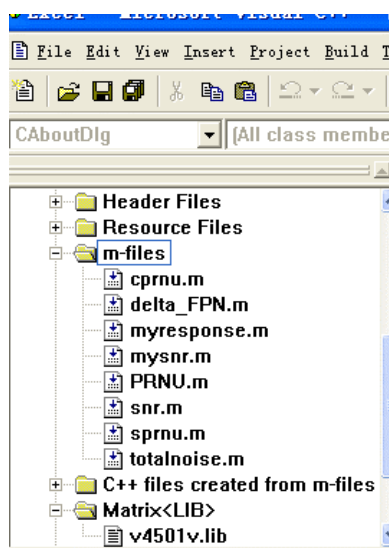 Excel - Microsoft Visual C++
File Edit View Insert Project Build T
CAboutDlg
(All class membe
Header Files
Resource Files
m-files
cprnu.m
delta_FPN.m
myresponse.m
mysnr.m
PRNU.m
snr.m
sprnu.m
totalnoise.m
C++ files created from m-files
Matrix<LIB>
v4501v.lib